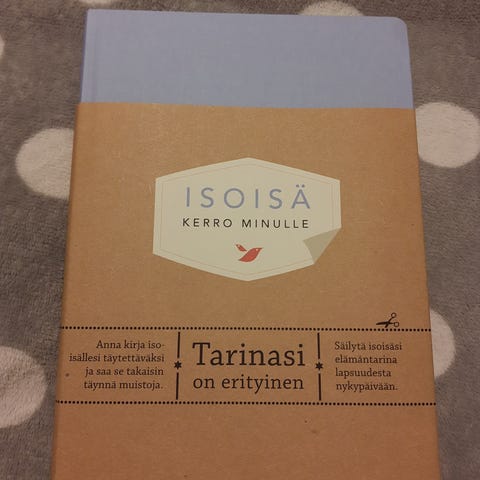 ISOISÄ
KERRO MINULLE
Anna kirja iso-
isällesi täytettäväksi
ja saa se takaisin
täynnä muistoja.
Tarinasi
on erityinen
Säilytä isoisäsi
elämäntarina
lapsuudesta
nykypäivään.